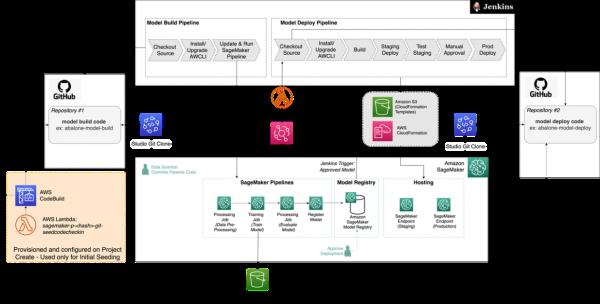 Jenkins
Model Build Pipeline
Model Deploy Pipeline
Checkout
Source
Install/
Upgrade
AWCLI
Update & Run
SageMaker
Pipeline
Checkout
Source
Install/
Upgrade
AWCLI
Build
Staging
Deploy
Test
Staging
Manual
Approval
Prod
Deploy
GitHub
Repository #1
model build code
ex: abalone-model-build
Studio Git Clone
Amazon S3
(CloudFormation
Templates)
AWS
CloudFormation
Studio Git Clone
GitHub
Repository #2
model deploy code
ex: abalone-model-deploy
Data Scientist
Commits Pipeline Code
Jenkins Trigger:
Approved Model
Amazon
SageMaker
SageMaker Pipelines
Model Registry
Hosting
Processing
Job
(Data Pre-
Processing)
Training
Job
(Train
Model)
Processing
Job
(Evaluate
Model)
Register
Model
Amazon
SageMaker
Model Registry
SageMaker
Endpoint
(Staging)
SageMaker
Endpoint
(Production)
Approve
Deployment
AWS
CodeBuild
AWS Lambda:
sagemaker-p-<hash>-git-
seedcodecheckin
Provisioned and configured on Project
Create - Used only for Initial Seeding